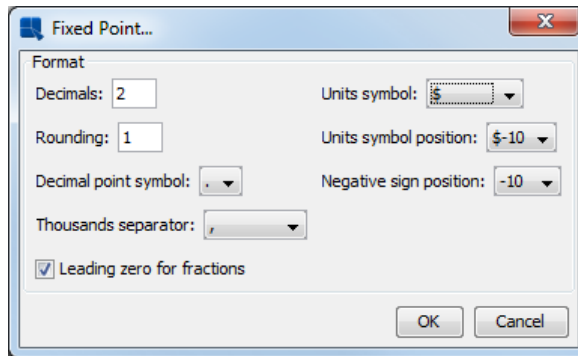 Fixed Point...
Format
Decimals: 2
Units symbol: $
Rounding: 1
Units symbol position: $-10
Decimal point symbol: .
Negative sign position: -10
Thousands separator: ,
Leading zero for fractions
OK
Cancel